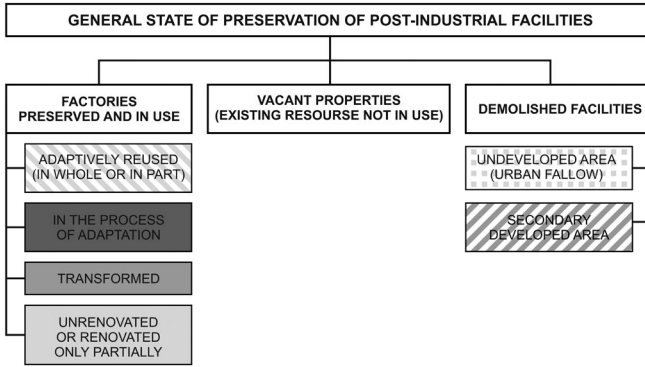 GENERAL STATE OF PRESERVATION OF POST-INDUSTRIAL FACILITIES
FACTORIES
PRESERVED AND IN USE
VACANT PROPERTIES
(EXISTING RESOURSE NOT IN USE)
DEMOLISHED FACILITIES
ADAPTIVELY REUSED
(IN WHOLE OR IN PART)
IN THE PROCESS
OF ADAPTATION
TRANSFORMED
UNRENOVATED
OR RENOVATED
ONLY PARTIALLY
UNDEVELOPED AREA
(URBAN FALLOW)
SECONDARY
DEVELOPED AREA